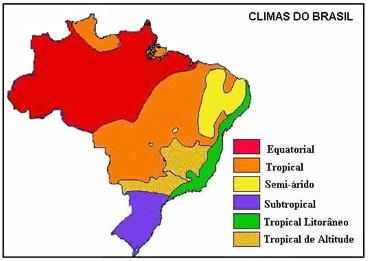 CLIMAS DO BRASIL
Equatorial
Tropical
Semi-árido
Subtropical
Tropical Litorâneo
Tropical de Altitude